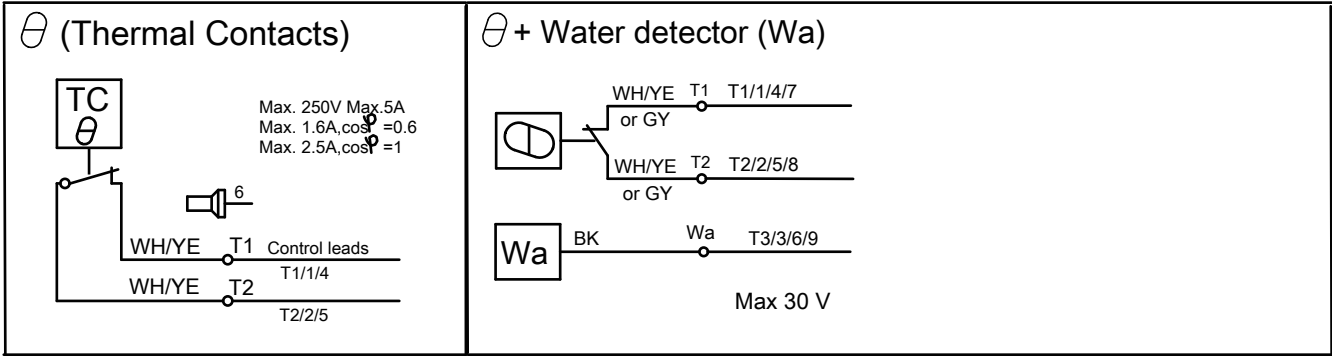 θ (Thermal Contacts)
TC
θ
Max. 250V Max.5A
Max. 1.6A,cosφ =0.6
Max. 2.5A,cosφ =1
6
WH/YE T1 Control leads
T1/1/4
WH/YE T2
T2/2/5
θ + Water detector (Wa)
WH/YE T1 T1/1/4/7
or GY
WH/YE T2 T2/2/5/8
or GY
Wa BK Wa T3/3/6/9
Max 30 V